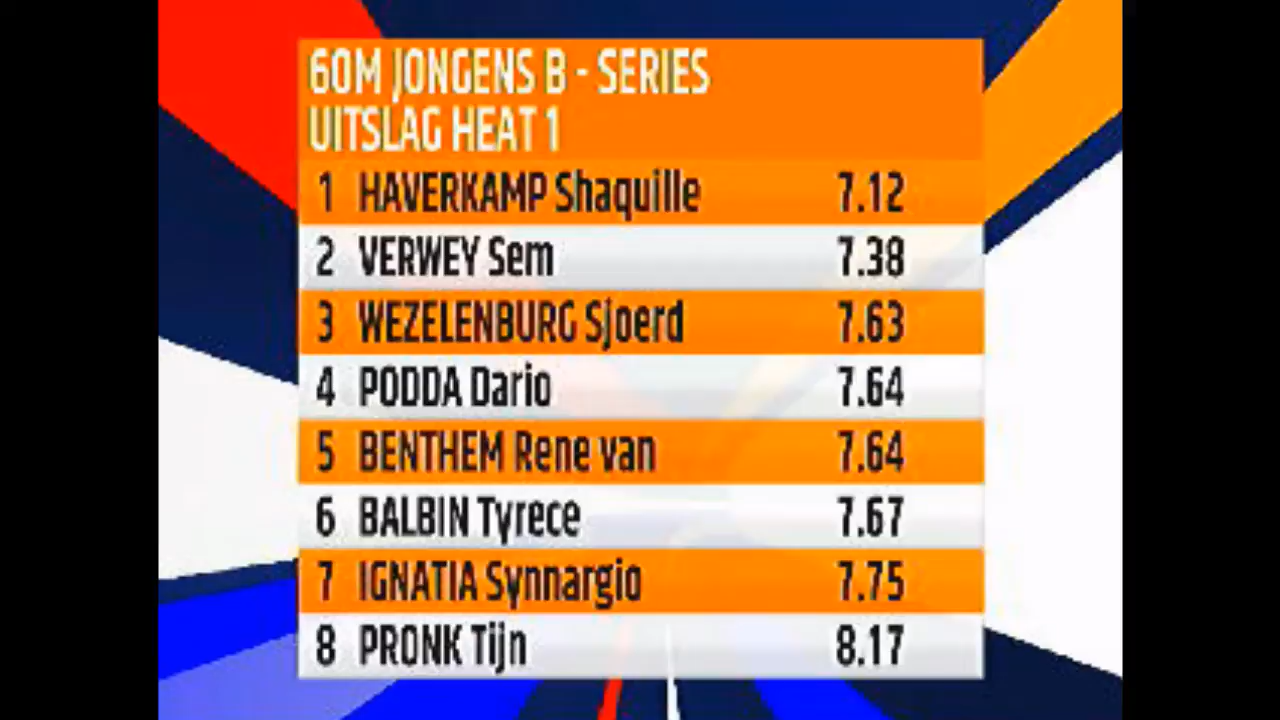 60M JONGENS B - SERIES
UITSLAG HEAT 1
1 HAVERKAMP Shaquille 7.12
2 VERWEY Sem 7.38
3 WEZELENBURG Sjoerd 7.63
4 PODDA Dario 7.64
5 BENTHEM Rene van 7.64
6 BALBIN Tyrece 7.67
7 IGNATIA Synnargio 7.75
8 PRONK Tijn 8.17